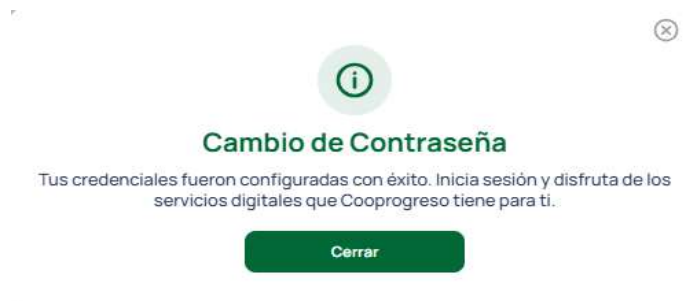 Cambio de Contraseña
Tus credenciales fueron configuradas con éxito. Inicia sesión y disfruta de los
servicios digitales que Cooprogreso tiene para ti.
Cerrar